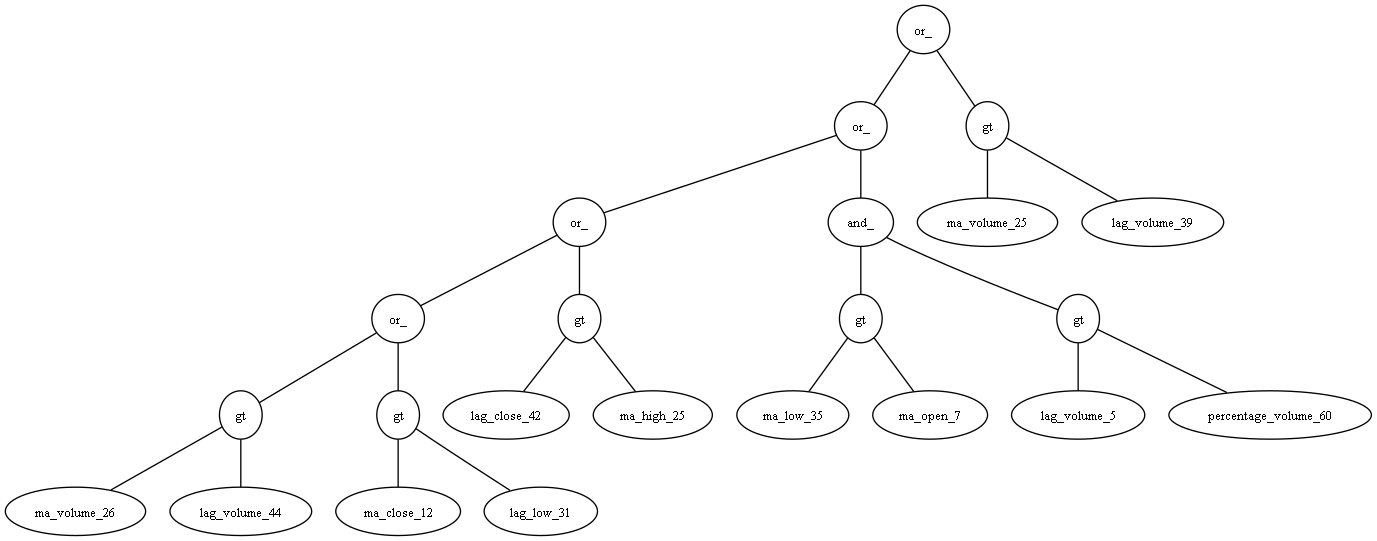 or_
or_ gt
or_ and_ ma_volume_25 lag_volume_39
or_ gt gt gt
gt gt lag_close_42 ma_high_25 ma_low_35 ma_open_7 lag_volume_5 percentage_volume_60
ma_volume_26 lag_volume_44 ma_close_12 lag_low_31